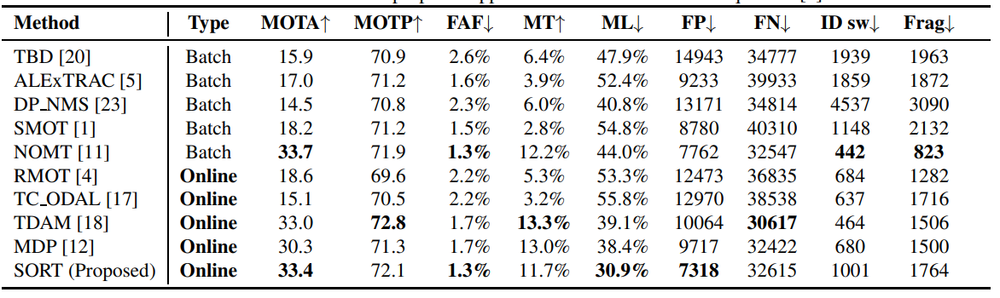 Method Type MOTA↑ MOTP↑ FAF↓ MT↑ ML↓ FP↓ FN↓ ID sw↓ Frag↓
TBD [20] Batch 15.9 70.9 2.6% 6.4% 47.9% 14943 34777 1939 1963
ALExTRAC [5] Batch 17.0 71.2 1.6% 3.9% 52.4% 9233 39933 1859 1872
DP_NMS [23] Batch 14.5 70.8 2.3% 6.0% 40.8% 13171 34814 4537 3090
SMOT [1] Batch 18.2 71.2 1.5% 2.8% 54.8% 8780 40310 1148 2132
NOMT [11] Batch 33.7 71.9 1.3% 12.2% 44.0% 7762 32547 442 823
RMOT [4] Online 18.6 69.6 2.2% 5.3% 53.3% 12473 36835 684 1282
TC_ODAL [17] Online 15.1 70.5 2.2% 3.2% 55.8% 12970 38538 637 1716
TDAM [18] Online 33.0 72.8 1.7% 13.3% 39.1% 10064 30617 464 1506
MDP [12] Online 30.3 71.3 1.7% 13.0% 38.4% 9717 32422 680 1500
SORT (Proposed) Online 33.4 72.1 1.3% 11.7% 30.9% 7318 32615 1001 1764